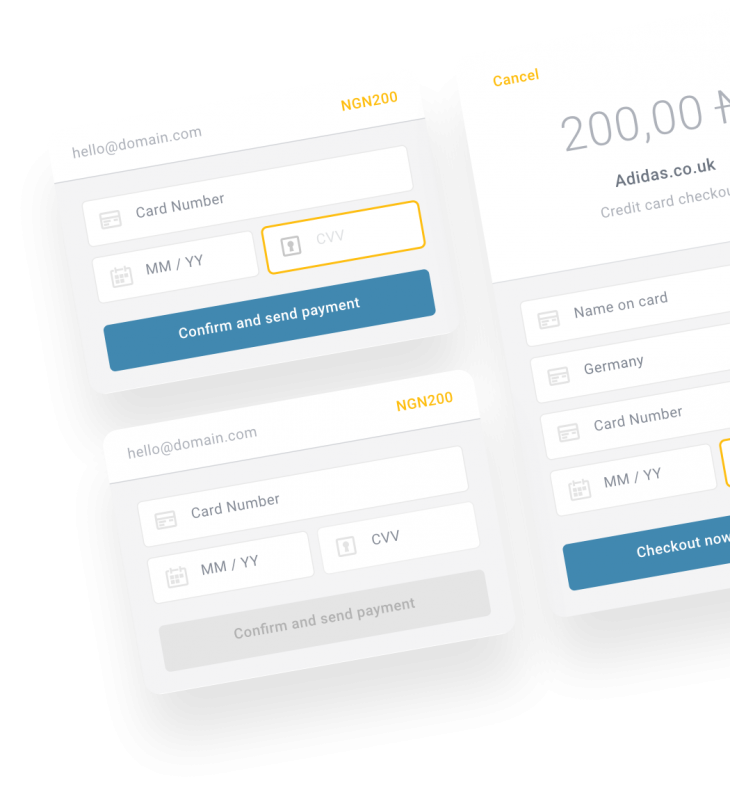 hello@domain.com
NGN200
Card Number
MM / YY
CVV
Confirm and send payment
hello@domain.com
NGN200
Card Number
MM / YY
CVV
Confirm and send payment
Cancel
200,00
Adidas.co.uk
Credit card
Name on card
Germany
Card Number
MM / YY
Checkout now